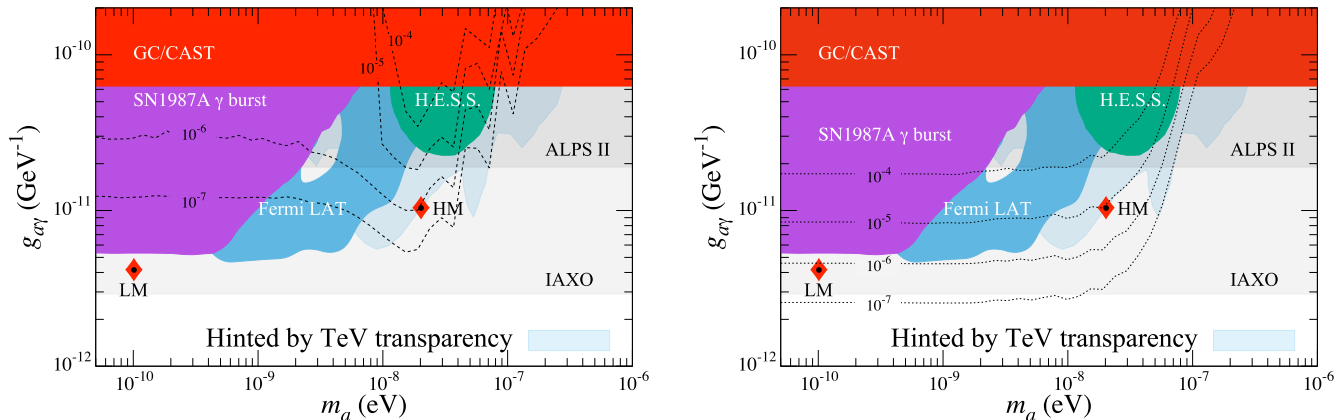 10⁻¹⁰
10⁻¹¹
10⁻¹²
g_aγ (GeV⁻¹)
GC/CAST
10⁻⁴
10⁻⁵
SN1987A γ burst
H.E.S.S.
10⁻⁶
ALPS II
10⁻⁷
Fermi LAT
HM
IAXO
LM
Hinted by TeV transparency
10⁻¹⁰
10⁻⁹
10⁻⁸
10⁻⁷
10⁻⁶
m_a (eV)
10⁻¹⁰
10⁻¹¹
10⁻¹²
g_aγ (GeV⁻¹)
GC/CAST
H.E.S.S.
SN1987A γ burst
ALPS II
10⁻⁴
Fermi LAT
HM
10⁻⁵
10⁻⁶
IAXO
LM
10⁻⁷
Hinted by TeV transparency
10⁻¹⁰
10⁻⁹
10⁻⁸
10⁻⁷
10⁻⁶
m_a (eV)